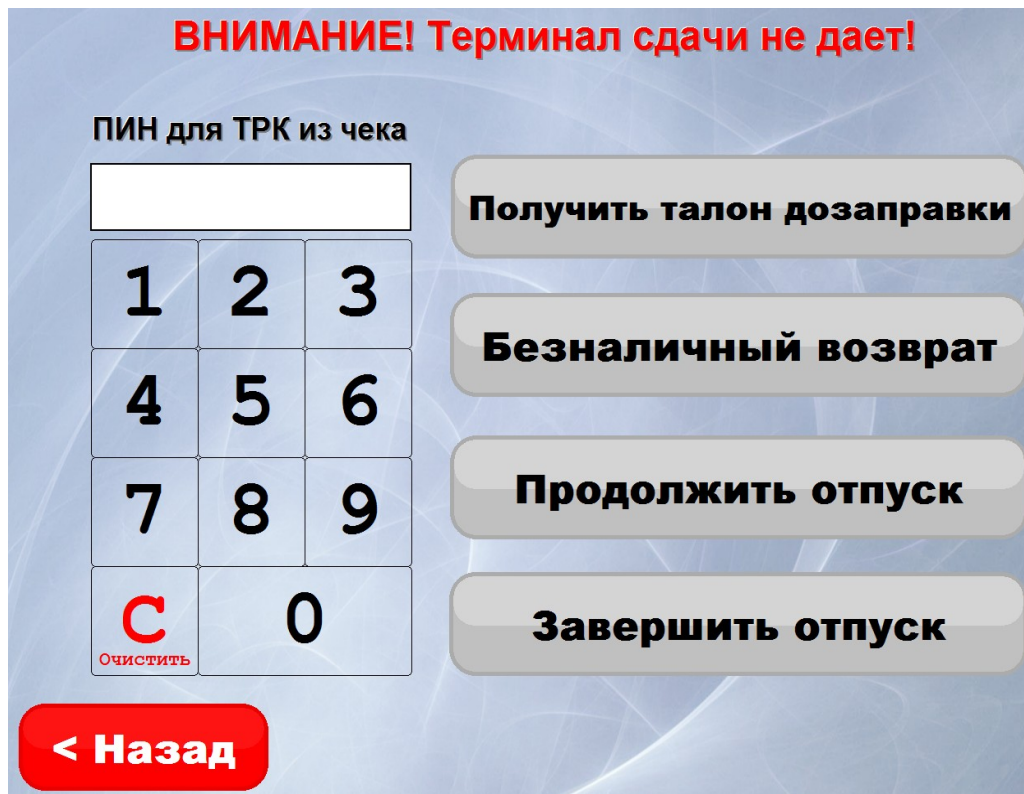 ВНИМАНИЕ! Терминал сдачи не дает!
ПИН для ТРК из чека
1 2 3
4 5 6
7 8 9
С 0
Очистить
Получить талон дозаправки
Безналичный возврат
Продолжить отпуск
Завершить отпуск
< Назад